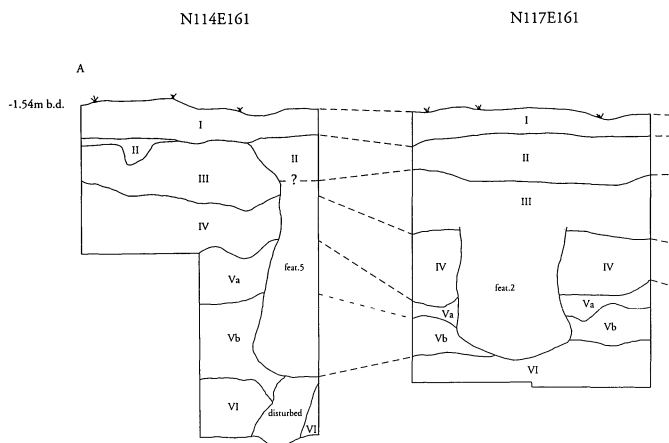 N114E161
N117E161
A
-1.54m b.d.
I
II
II
?
III
IV
Va
feat.5
Vb
VI
disturbed
VI
I
II
III
IV
IV
feat.2
Va
Va
Vb
Vb
VI